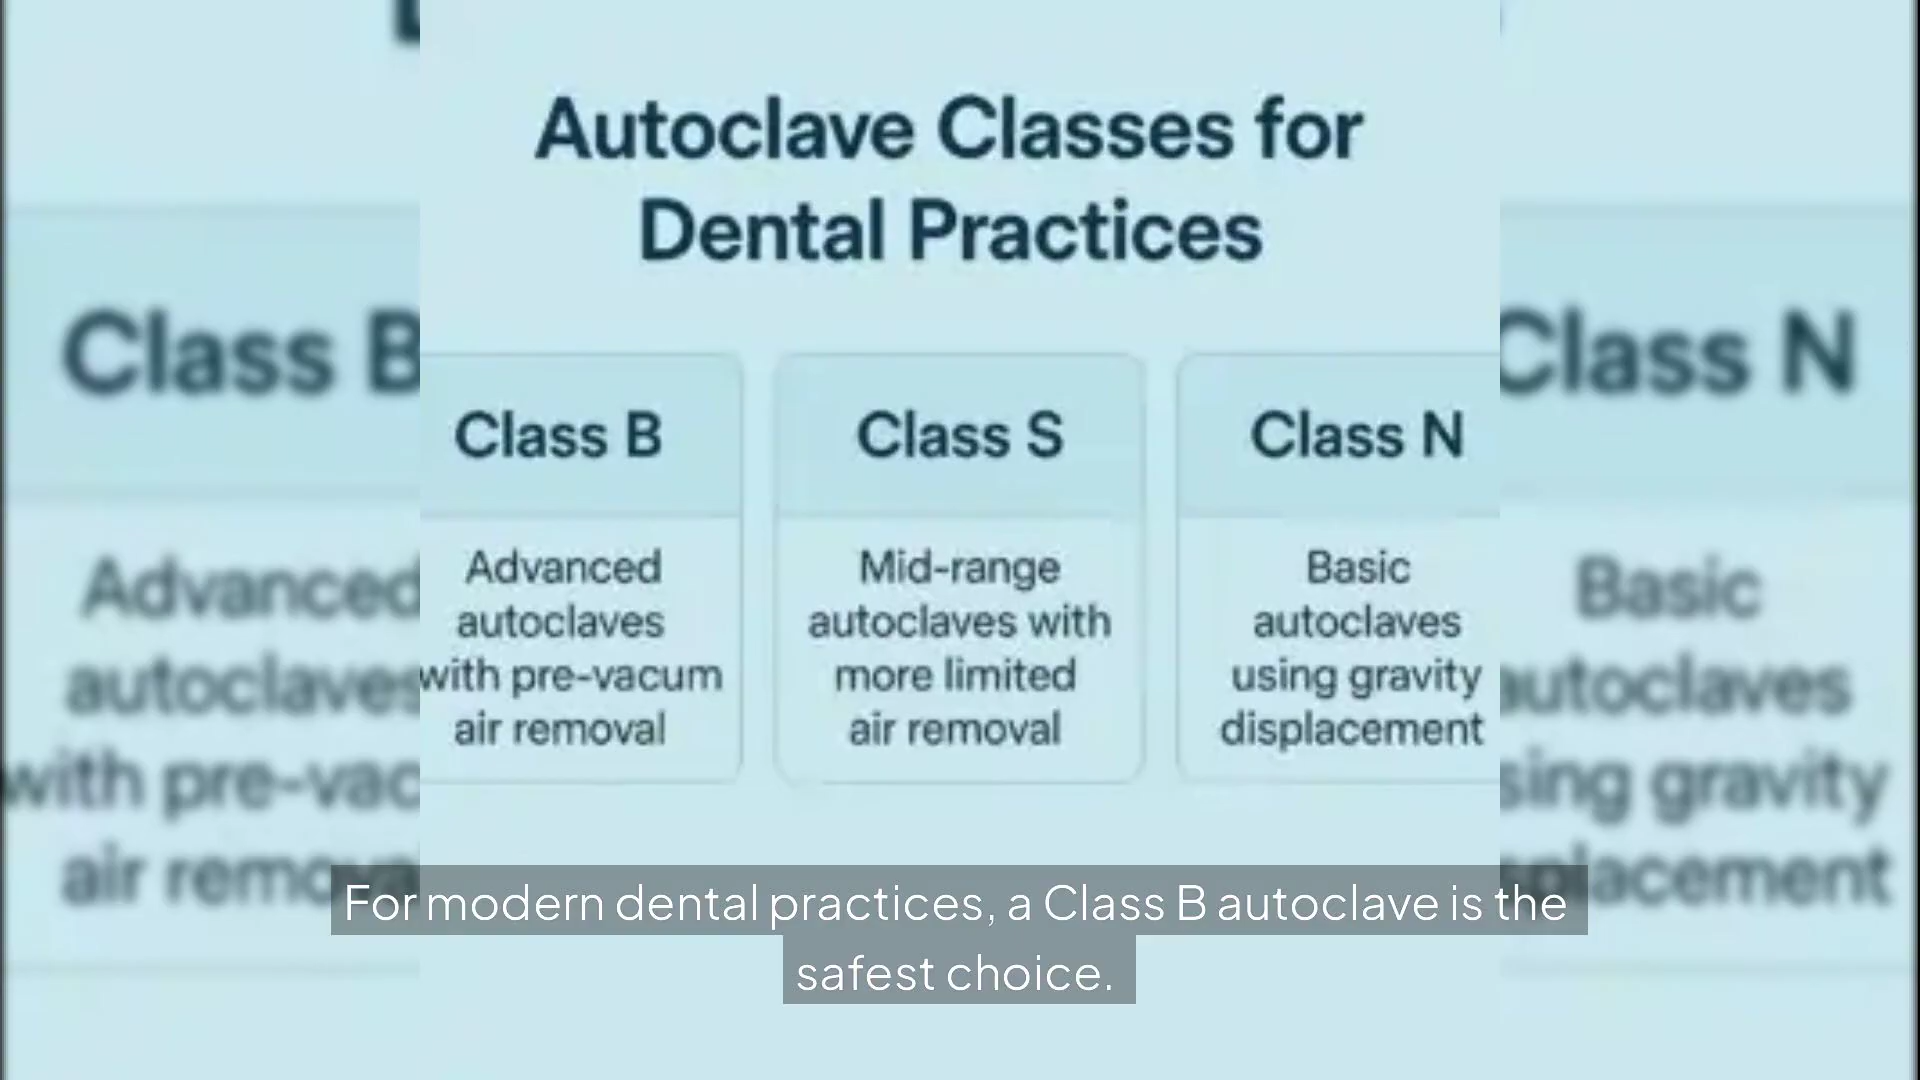 Autoclave Classes for
Dental Practices
Class B
Advanced
autoclaves
with pre-vacum
air removal
Class S
Mid-range
autoclaves with
more limited
air removal
Class N
Basic
autoclaves
using gravity
displacement
For modern dental practices, a Class B autoclave is the
safest choice.